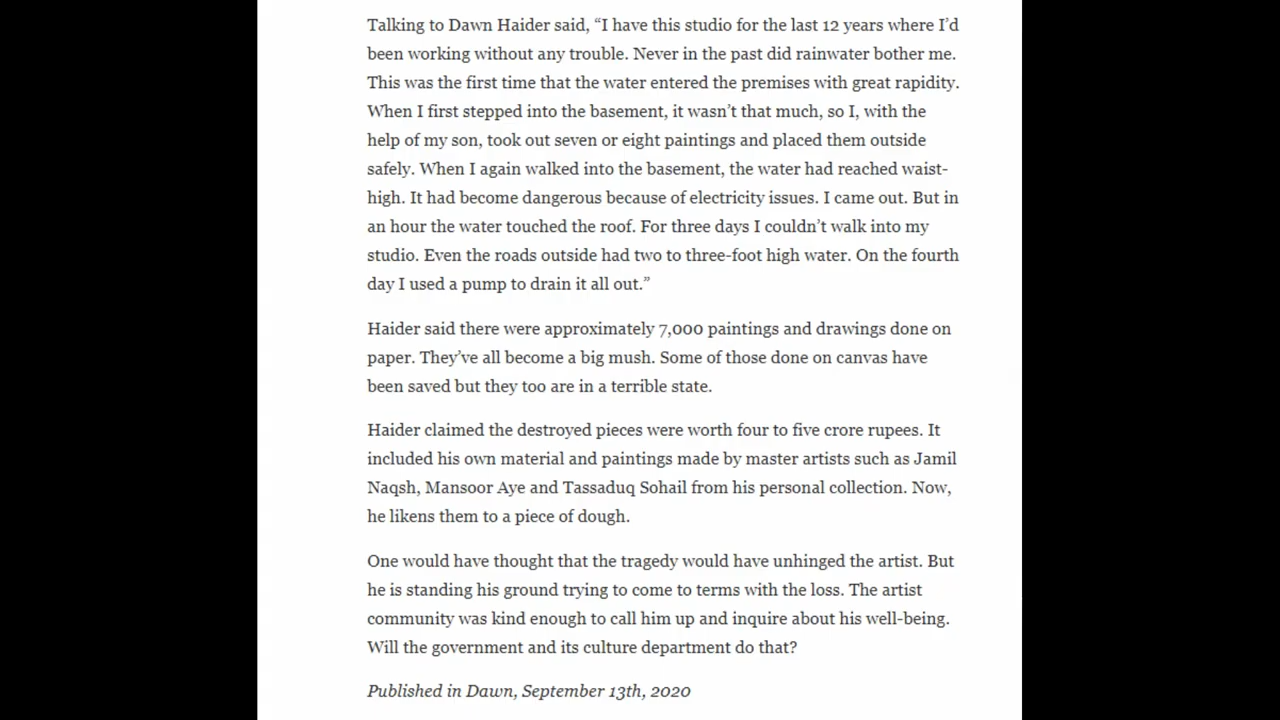 Talking to Dawn Haider said, “I have this studio for the last 12 years where I’d
been working without any trouble. Never in the past did rainwater bother me.
This was the first time that the water entered the premises with great rapidity.
When I first stepped into the basement, it wasn’t that much, so I, with the
help of my son, took out seven or eight paintings and placed them outside
safely. When I again walked into the basement, the water had reached waist-
high. It had become dangerous because of electricity issues. I came out. But in
an hour the water touched the roof. For three days I couldn’t walk into my
studio. Even the roads outside had two to three-foot high water. On the fourth
day I used a pump to drain it all out.”
Haider said there were approximately 7,000 paintings and drawings done on
paper. They’ve all become a big mush. Some of those done on canvas have
been saved but they too are in a terrible state.
Haider claimed the destroyed pieces were worth four to five crore rupees. It
included his own material and paintings made by master artists such as Jamil
Naqsh, Mansoor Aye and Tassaduq Sohail from his personal collection. Now,
he likens them to a piece of dough.
One would have thought that the tragedy would have unhinged the artist. But
he is standing his ground trying to come to terms with the loss. The artist
community was kind enough to call him up and inquire about his well-being.
Will the government and its culture department do that?
Published in Dawn, September 13th, 2020